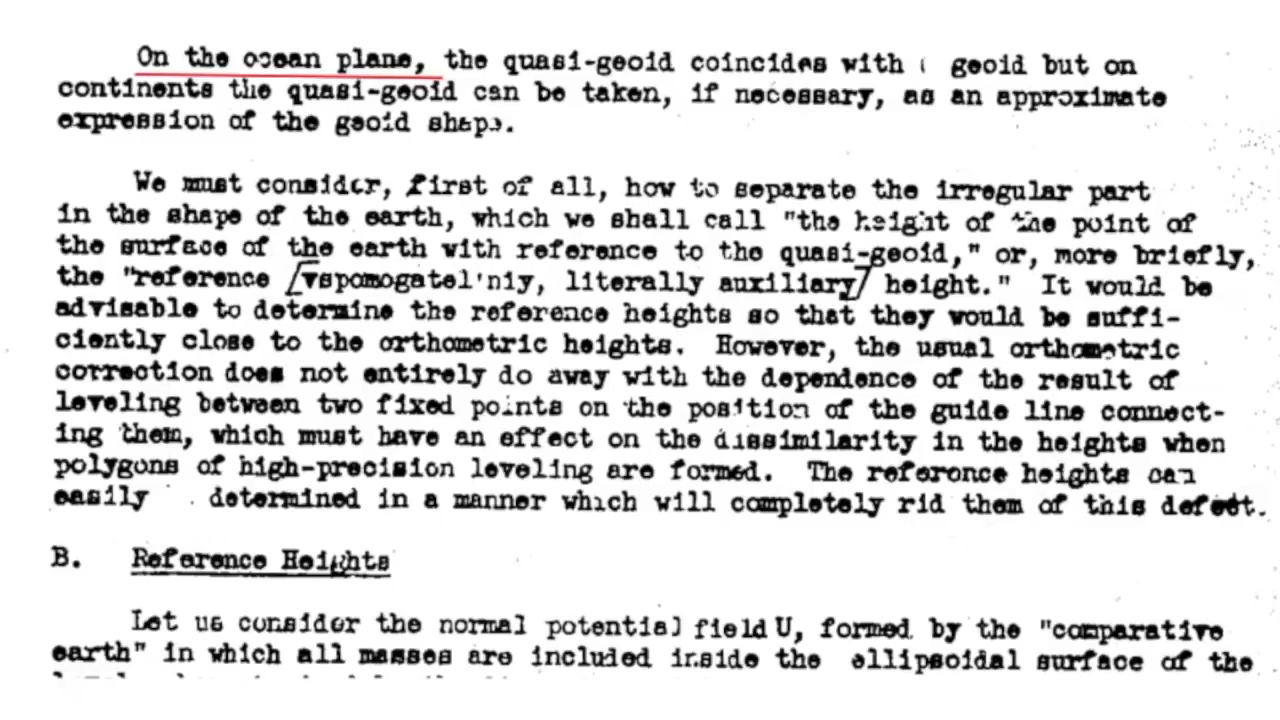 On the ocean plane, the quasi-geoid coincides with geoid but on
continents the quasi-geoid can be taken, if necessary, as an approximate
expression of the geoid shape.
We must consider, first of all, how to separate the irregular part
in the shape of the earth, which we shall call "the height of the point of
the surface of the earth with reference to the quasi-geoid," or, more briefly,
the "reference [vspomogatel'niy, literally auxiliary] height." It would be
advisable to determine the reference heights so that they would be suffi-
ciently close to the orthometric heights. However, the usual orthometric
correction does not entirely do away with the dependence of the result of
leveling between two fixed points on the position of the guide line connect-
ing them, which must have an effect on the dissimilarity in the heights when
polygons of high-precision leveling are formed. The reference heights can
easily determined in a manner which will completely rid them of this defect.
B. Reference Heights
Let us consider the normal potential field U, formed by the "comparative
earth" in which all masses are included inside the ellipsoidal surface of the